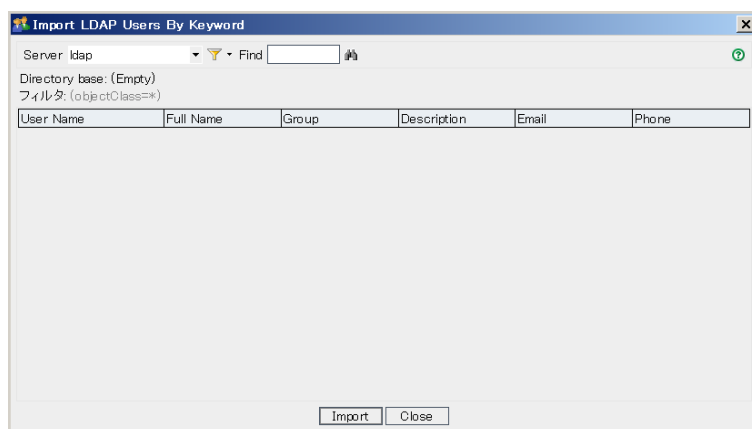 Import LDAP Users By Keyword
Server ldap Find
Directory base: (Empty)
フィルタ: (objectClass=*)
User Name Full Name Group Description Email Phone
Import Close